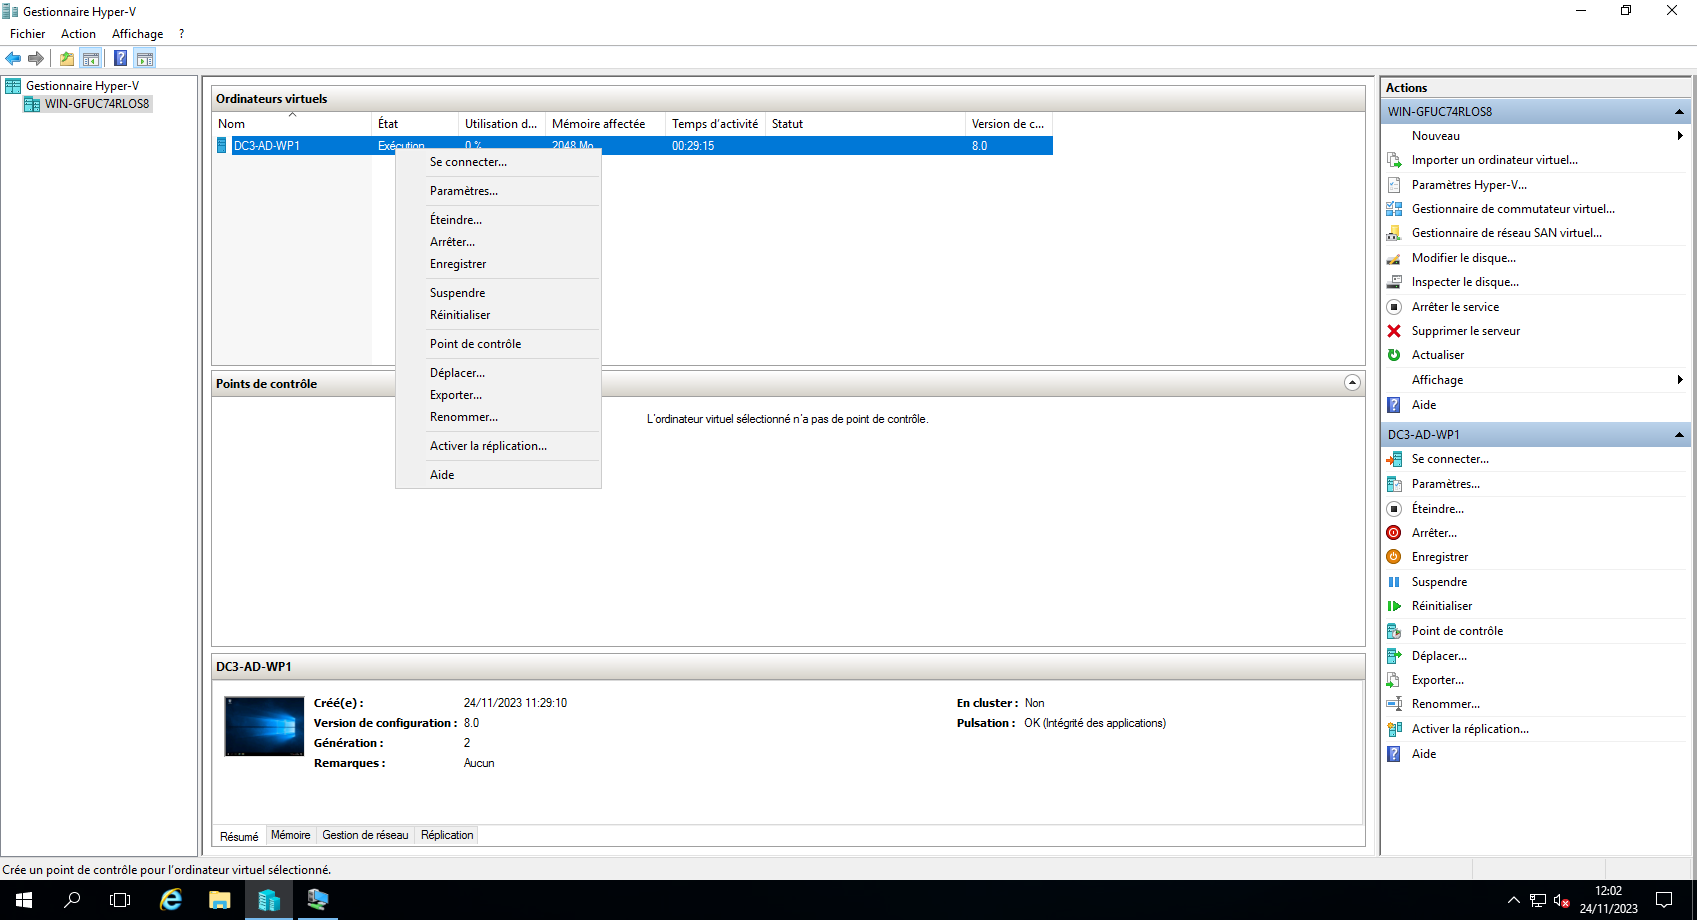 Gestionnaire Hyper-V
Fichier Action Affichage ?
Gestionnaire Hyper-V
WIN-GFUC74RLOS8
Ordinateurs virtuels
Nom État Utilisation d... Mémoire affectée Temps d'activité Statut Version de c...
DC3-AD-WP1 Exécution 0 % 2048 Mo 00:29:15 8.0
Se connecter...
Paramètres...
Éteindre...
Arrêter...
Enregistrer
Suspendre
Réinitialiser
Point de contrôle
Déplacer...
Exporter...
Renommer...
Activer la réplication...
Aide
Points de contrôle
L'ordinateur virtuel sélectionné n'a pas de point de contrôle.
DC3-AD-WP1
Créé(e) : 24/11/2023 11:29:10 En cluster : Non
Version de configuration : 8.0 Pulsation : OK (Intégrité des applications)
Génération : 2
Remarques : Aucun
Résumé Mémoire Gestion de réseau Réplication
Actions
WIN-GFUC74RLOS8
Nouveau
Importer un ordinateur virtuel...
Paramètres Hyper-V...
Gestionnaire de commutateur virtuel...
Gestionnaire de réseau SAN virtuel...
Modifier le disque...
Inspecter le disque...
Arrêter le service
Supprimer le serveur
Actualiser
Affichage
Aide
DC3-AD-WP1
Se connecter...
Paramètres...
Éteindre...
Arrêter...
Enregistrer
Suspendre
Réinitialiser
Point de contrôle
Déplacer...
Exporter...
Renommer...
Activer la réplication...
Aide
Crée un point de contrôle pour l'ordinateur virtuel sélectionné.
12:02
24/11/2023